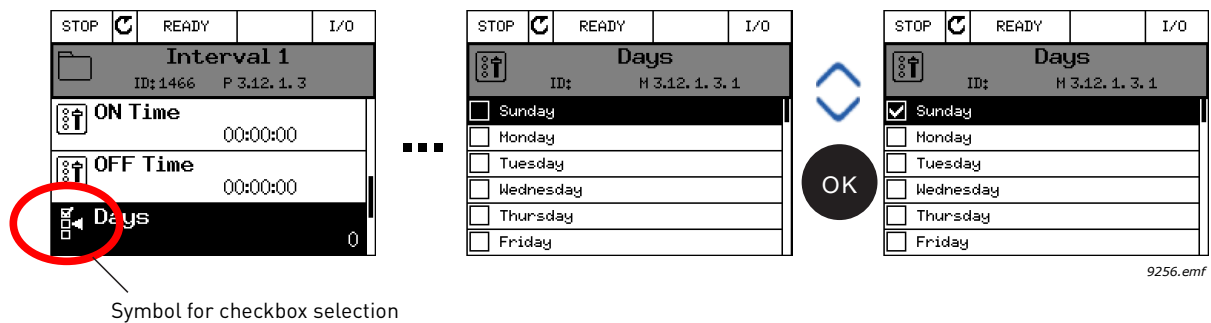 STOP READY I/O
Interval 1
ID:1466 P 3.12.1.3
ON Time
00:00:00
OFF Time
00:00:00
Days
0
Symbol for checkbox selection
STOP READY I/O
Days
ID: M 3.12.1.3.1
Sunday
Monday
Tuesday
Wednesday
Thursday
Friday
OK
STOP READY I/O
Days
ID: M 3.12.1.3.1
Sunday
Monday
Tuesday
Wednesday
Thursday
Friday
9256.emf